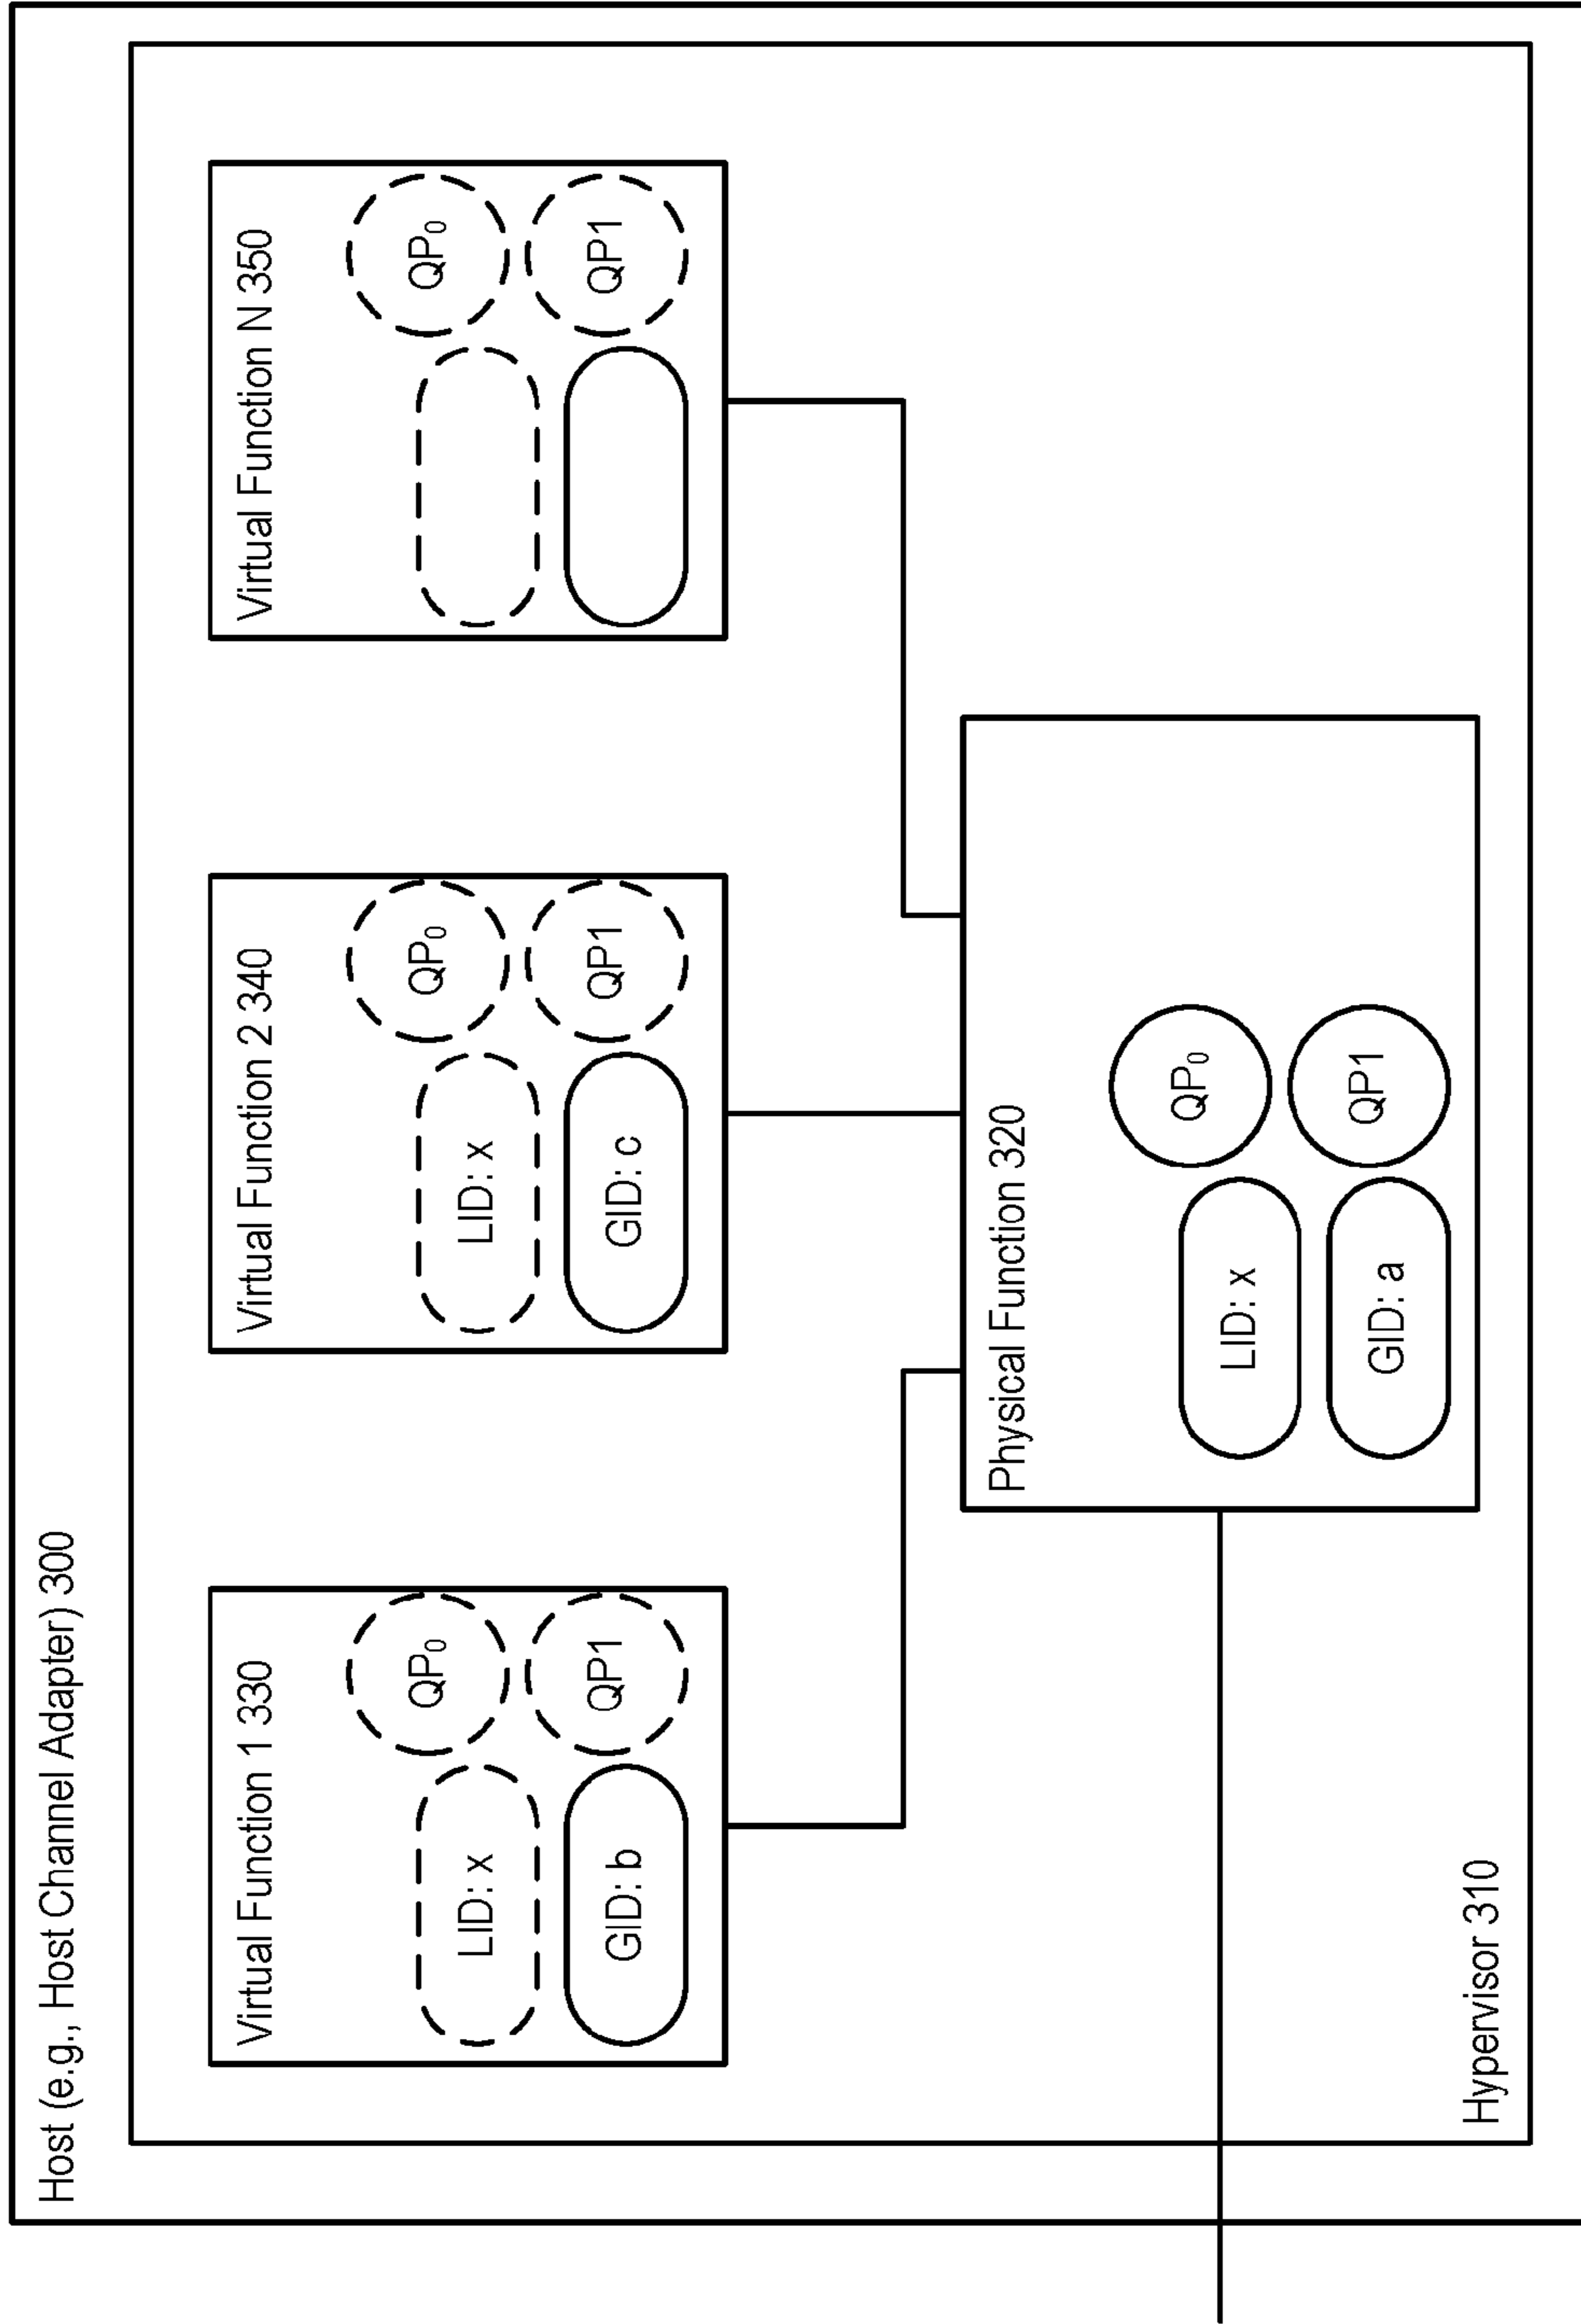 Host (e.g., Host Channel Adapter) 300
Virtual Function 1 330
QP0
LID: x
QP1
GID: b
Virtual Function 2 340
QP0
LID: x
QP1
GID: c
Virtual Function N 350
QP0
QP1
Physical Function 320
QP0
LID: x
QP1
GID: a
Hypervisor 310